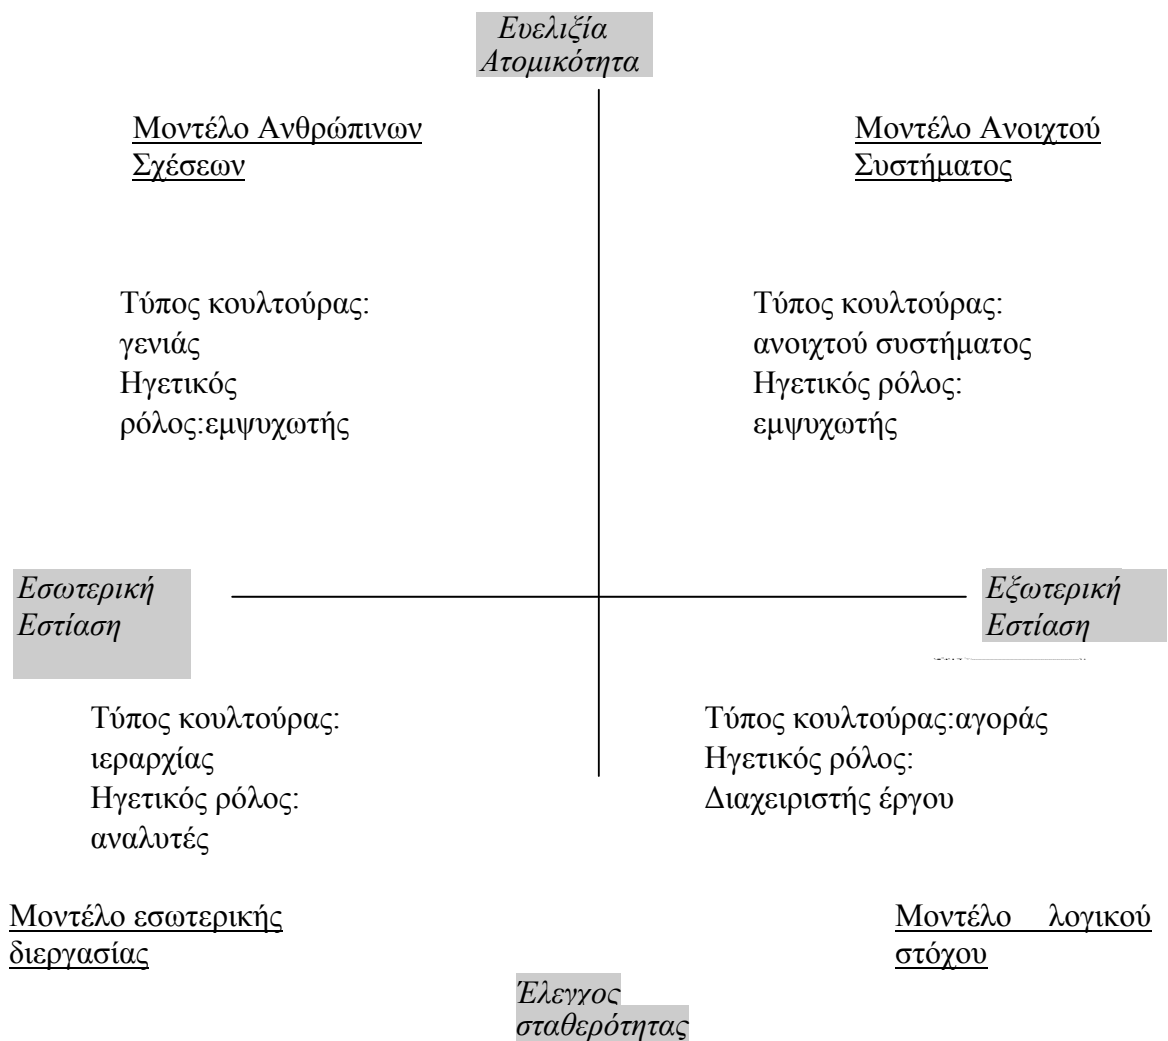 Ευελιξία
Ατομικότητα
Μοντέλο Ανθρώπινων
Σχέσεων
Μοντέλο Ανοιχτού
Συστήματος
Τύπος κουλτούρας:
γενιάς
Ηγετικός
ρόλος:εμψυχωτής
Τύπος κουλτούρας:
ανοιχτού συστήματος
Ηγετικός ρόλος:
εμψυχωτής
Εσωτερική
Εστίαση
Εξωτερική
Εστίαση
Τύπος κουλτούρας:
ιεραρχίας
Ηγετικός ρόλος:
αναλυτές
Τύπος κουλτούρας:αγοράς
Ηγετικός ρόλος:
Διαχειριστής έργου
Μοντέλο εσωτερικής
διεργασίας
Μοντέλο λογικού
στόχου
Έλεγχος
σταθερότητας